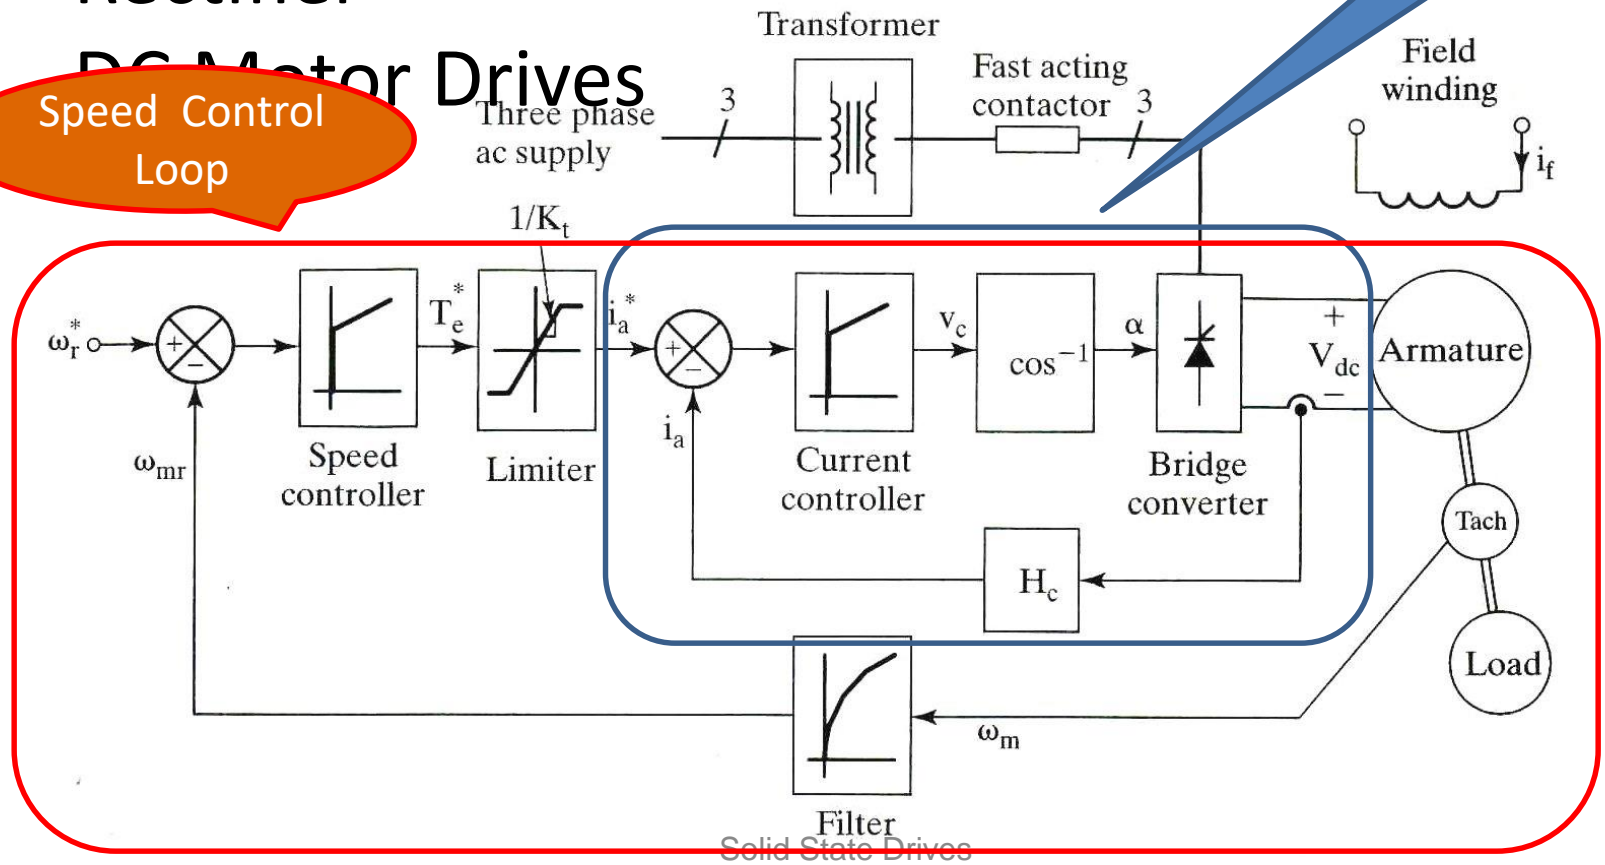 DC Motor Drives
Speed Control
Loop
Transformer
Three phase
ac supply
3
Fast acting
contactor
3
Field
winding
i_f
1/K_t
ω_r*
+
−
T_e*
i_a*
+
−
v_c
cos⁻¹
α
+
V_dc
−
Armature
ω_mr
Speed
controller
Limiter
i_a
Current
controller
Bridge
converter
Tach
H_c
Load
ω_m
Filter
Solid State Drives